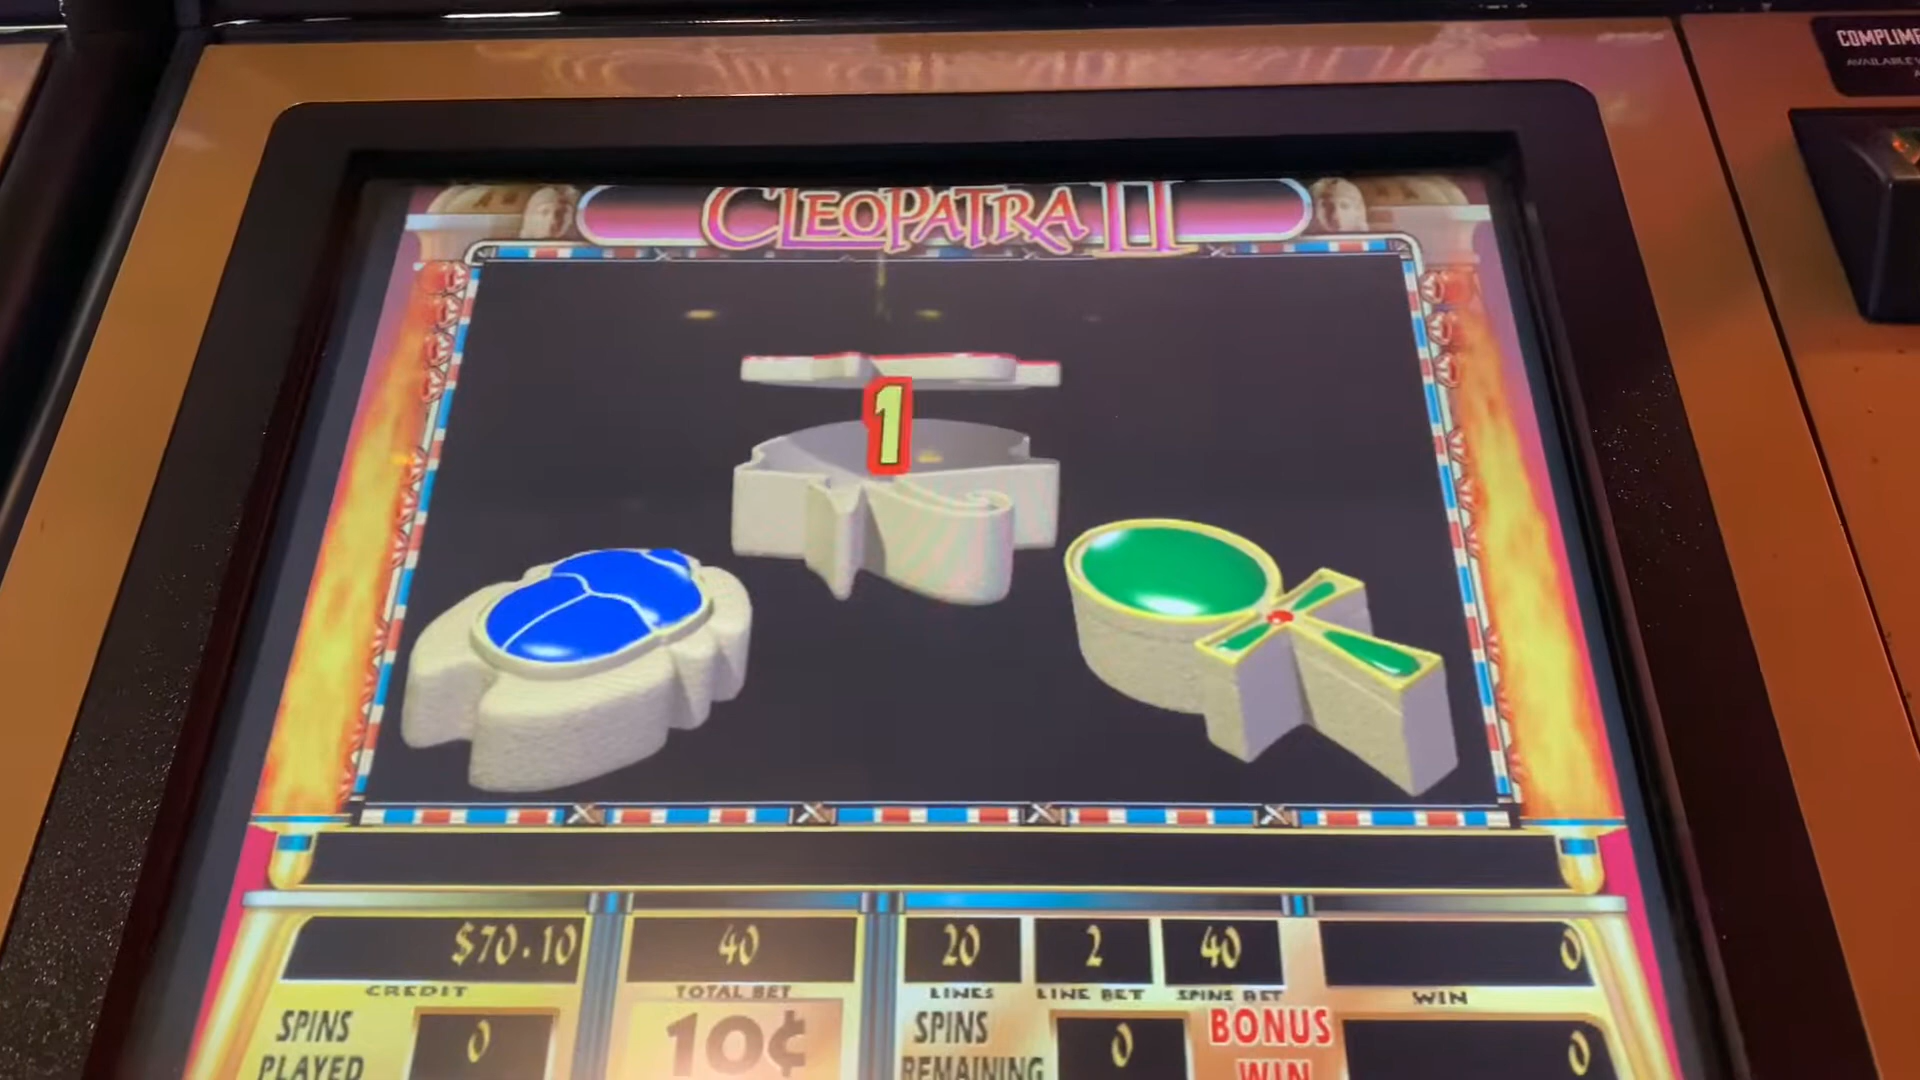 COMPLIME
CLEOPATRA II
1
$70.10
CREDIT
40
TOTAL BET
20
LINES
2
LINE BET
40
SPINS BET
0
WIN
SPINS
PLAYED
0
10¢
SPINS
REMAINING
0
BONUS
WIN
0